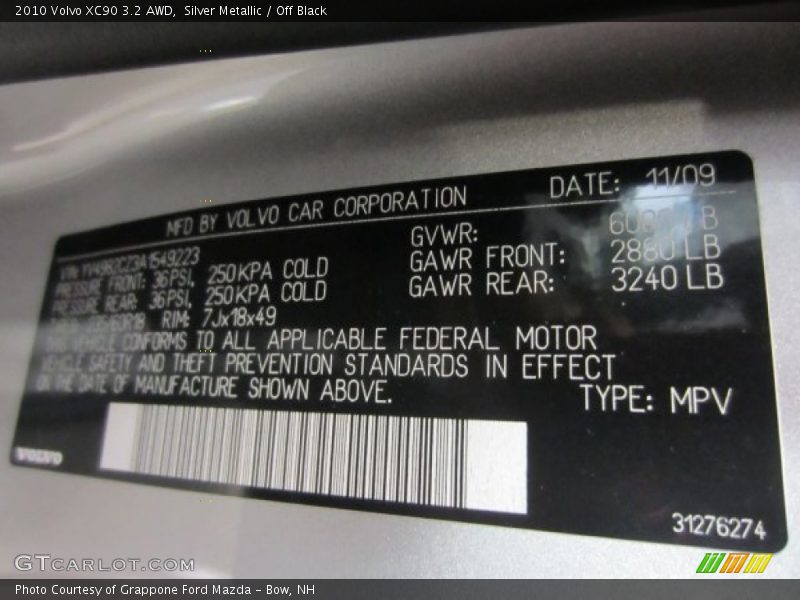 2010 Volvo XC90 3.2 AWD,  Silver Metallic / Off Black
MFD BY VOLVO CAR CORPORATION
DATE: 11/09
GVWR: LB
GAWR FRONT: 2880 LB
GAWR REAR: 3240 LB
VIN
PRESSURE FRONT: 36PSI, 250KPA COLD
PRESSURE REAR: 36PSI, 250KPA COLD
RIM: 7Jx18x49
THIS VEHICLE CONFORMS TO ALL APPLICABLE FEDERAL MOTOR
VEHICLE SAFETY AND THEFT PREVENTION STANDARDS IN EFFECT
ON THE DATE OF MANUFACTURE SHOWN ABOVE.
TYPE: MPV
VOLVO
31276274
GTCARLOT.COM
Photo Courtesy of Grappone Ford Mazda – Bow, NH